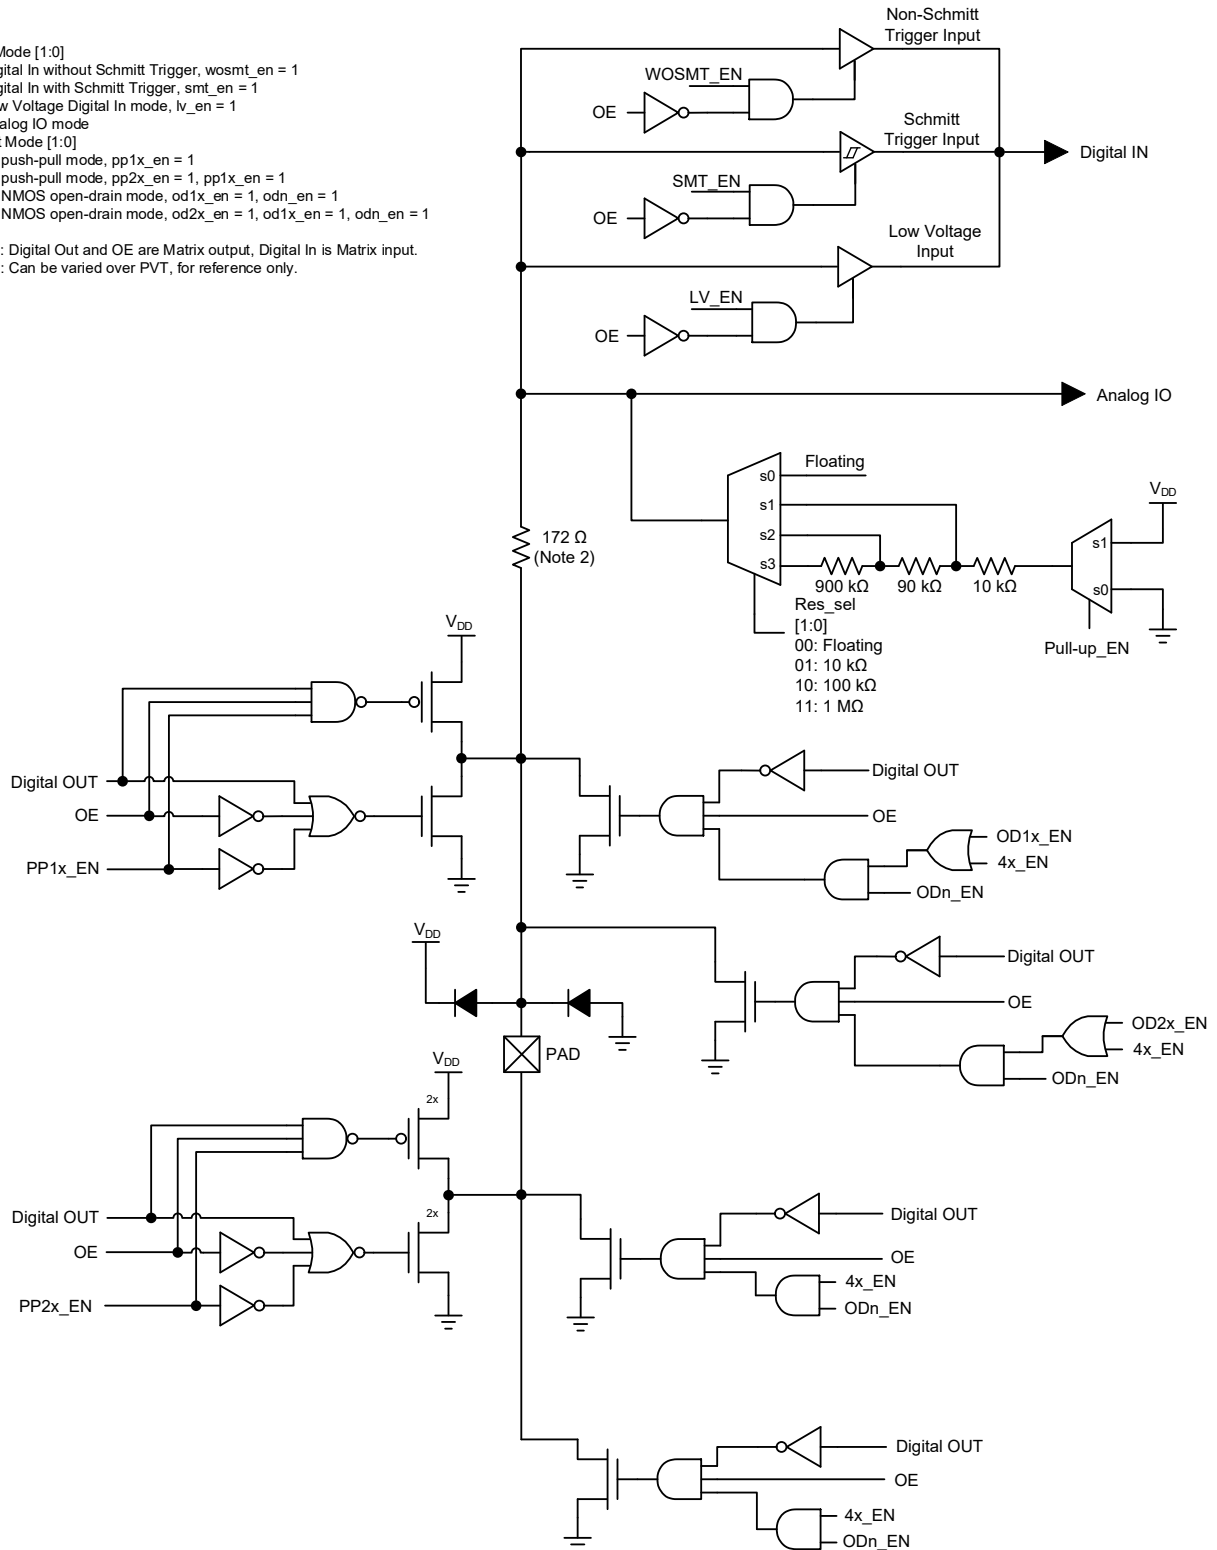 Mode [1:0]
Digital In without Schmitt Trigger, wosmt_en = 1
Digital In with Schmitt Trigger, smt_en = 1
Low Voltage Digital In mode, lv_en = 1
Analog IO mode
Mode [1:0]
push-pull mode, pp1x_en = 1
push-pull mode, pp2x_en = 1, pp1x_en = 1
NMOS open-drain mode, od1x_en = 1, odn_en = 1
NMOS open-drain mode, od2x_en = 1, od1x_en = 1, odn_en = 1
: Digital Out and OE are Matrix output, Digital In is Matrix input.
: Can be varied over PVT, for reference only.
Non-Schmitt
Trigger Input
WOSMT_EN
OE
Schmitt
Trigger Input
Digital IN
SMT_EN
OE
Low Voltage
Input
LV_EN
OE
Analog IO
Floating
s0
s1
s2
s3
900 kΩ
90 kΩ
10 kΩ
VDD
s1
s0
Pull-up_EN
Res_sel
[1:0]
00: Floating
01: 10 kΩ
10: 100 kΩ
11: 1 MΩ
172 Ω
(Note 2)
VDD
Digital OUT
OE
PP1x_EN
Digital OUT
OE
OD1x_EN
4x_EN
ODn_EN
VDD
Digital OUT
OE
OD2x_EN
4x_EN
ODn_EN
PAD
VDD
2x
2x
Digital OUT
OE
PP2x_EN
Digital OUT
OE
4x_EN
ODn_EN
Digital OUT
OE
4x_EN
ODn_EN